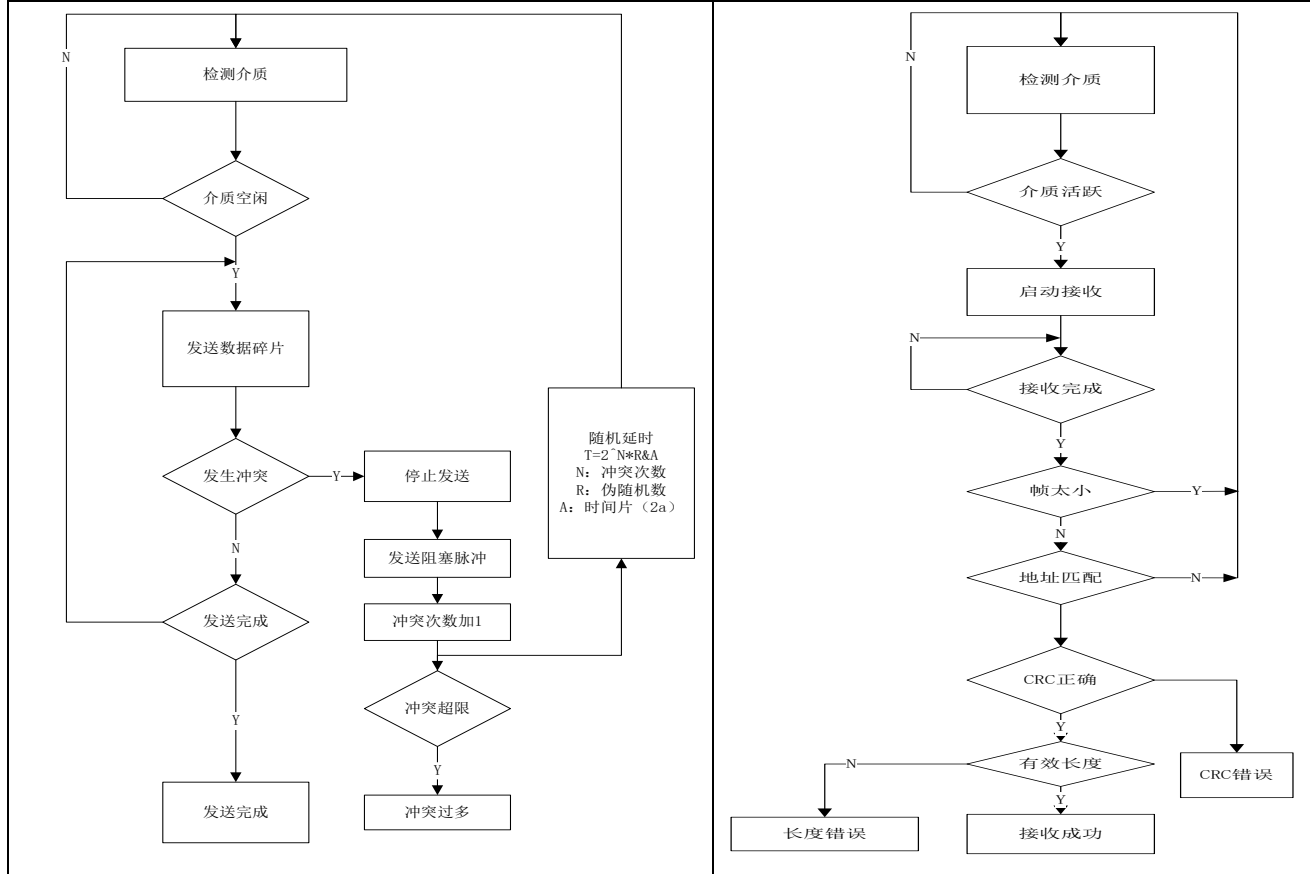 N
检测介质
介质空闲
Y
发送数据碎片
发生冲突
Y
停止发送
N
发送阻塞脉冲
冲突次数加1
发送完成
冲突超限
Y
Y
发送完成
冲突过多
随机延时
T=2^N*R&A
N：冲突次数
R：伪随机数
A：时间片（2a）
N
检测介质
介质活跃
Y
启动接收
N
接收完成
Y
帧太小
Y
N
地址匹配
N
CRC正确
Y
有效长度
N
CRC错误
Y
长度错误
接收成功